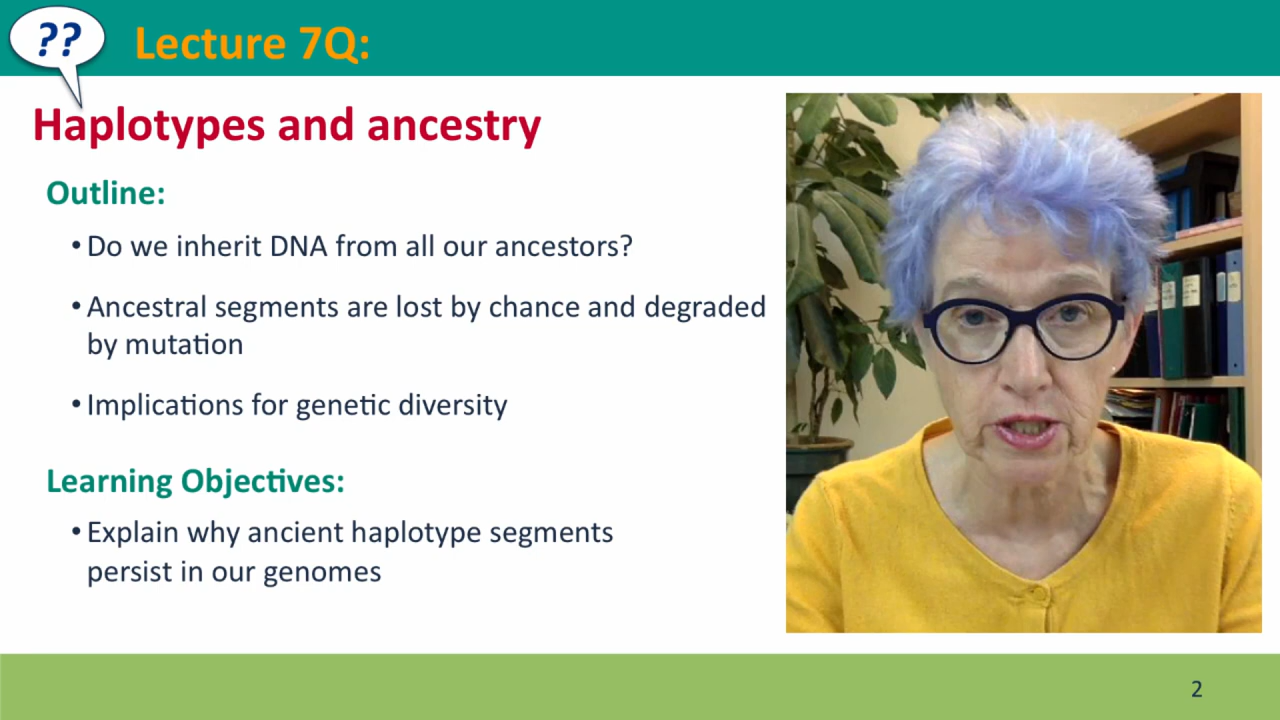 ??
Lecture 7Q:
Haplotypes and ancestry
Outline:
• Do we inherit DNA from all our ancestors?
• Ancestral segments are lost by chance and degraded
by mutation
• Implications for genetic diversity
Learning Objectives:
• Explain why ancient haplotype segments
persist in our genomes
2